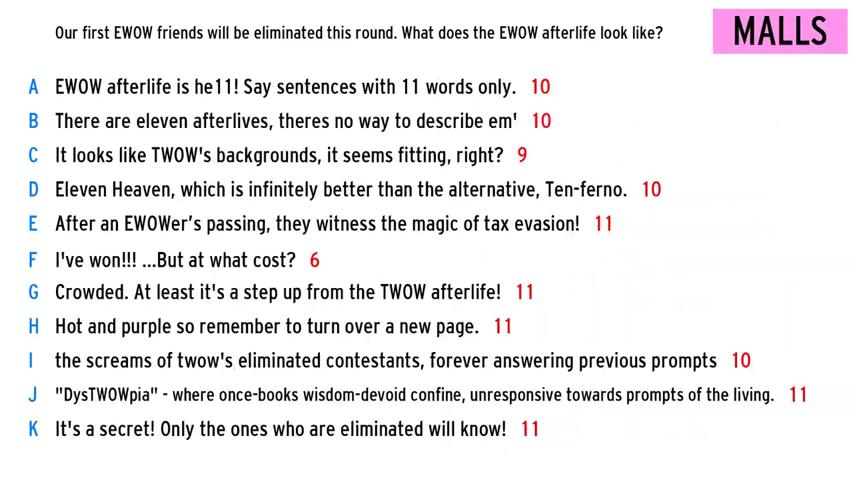 Our first EWOW friends will be eliminated this round. What does the EWOW afterlife look like?
MALLS
A EWOW afterlife is he11! Say sentences with 11 words only. 10
B There are eleven afterlives, theres no way to describe em' 10
C It looks like TWOW's backgrounds, it seems fitting, right? 9
D Eleven Heaven, which is infinitely better than the alternative, Ten-ferno. 10
E After an EWOWer’s passing, they witness the magic of tax evasion! 11
F I've won!!! ...But at what cost? 6
G Crowded. At least it's a step up from the TWOW afterlife! 11
H Hot and purple so remember to turn over a new page. 11
I the screams of twow's eliminated contestants, forever answering previous prompts 10
J "DysTWOWpia" - where once-books wisdom-devoid confine, unresponsive towards prompts of the living. 11
K It's a secret! Only the ones who are eliminated will know! 11